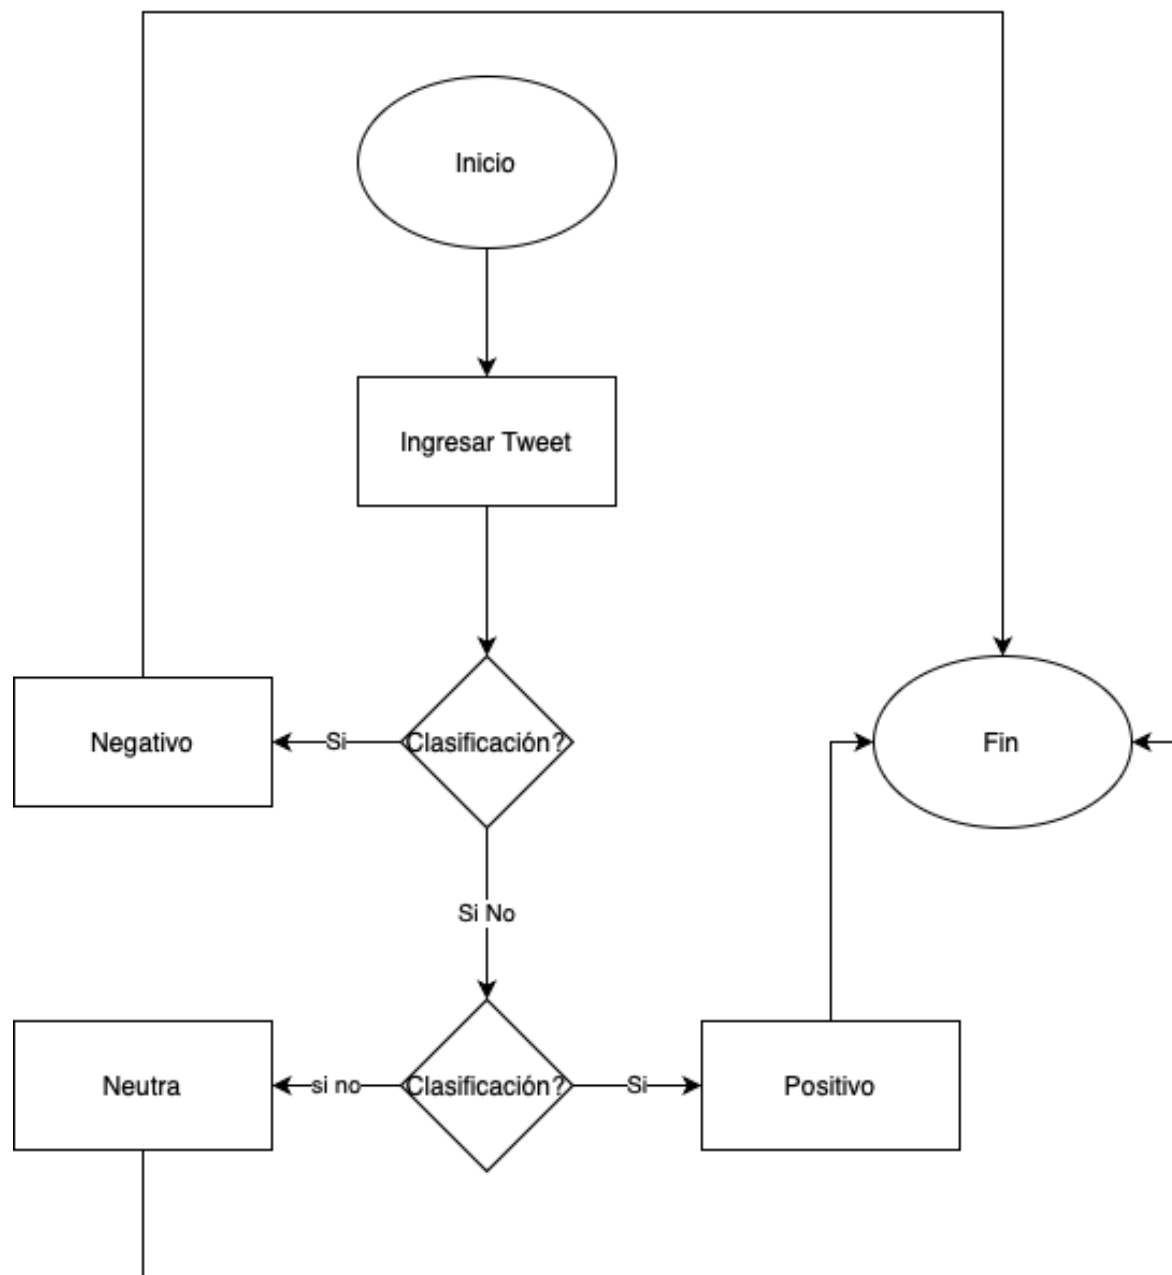 Inicio
Ingresar Tweet
Negativo
Si
Clasificación?
Fin
Si No
Neutra
si no
Clasificación?
Si
Positivo